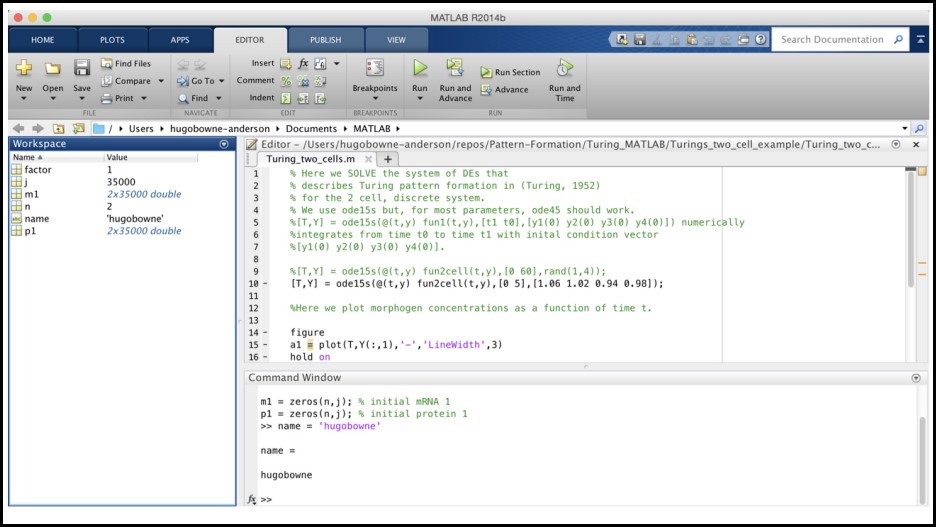 MATLAB R2014b
HOME PLOTS APPS EDITOR PUBLISH VIEW Search Documentation
New Open Save Find Files Compare Print
Go To Find
Insert Comment Indent
Breakpoints
Run Run and Advance Run Section Advance Run and Time
FILE NAVIGATE EDIT BREAKPOINTS RUN
/ Users hugobowne-anderson Documents MATLAB
Workspace
Name Value
factor 1
j 35000
m1 2x35000 double
n 2
name 'hugobowne'
p1 2x35000 double
Editor – /Users/hugobowne-anderson/repos/Pattern-Formation/Turing_MATLAB/Turings_two_cell_example/Turing_two_c...
Turing_two_cells.m
1 % Here we SOLVE the system of DEs that
2 % describes Turing pattern formation in (Turing, 1952)
3 % for the 2 cell, discrete system.
4 % We use ode15s but, for most parameters, ode45 should work.
5 %[T,Y] = ode15s(@(t,y) fun1(t,y),[t1 t0],[y1(0) y2(0) y3(0) y4(0)]) numerically
6 %integrates from time t0 to time t1 with inital condition vector
7 %[y1(0) y2(0) y3(0) y4(0)].
8
9 %[T,Y] = ode15s(@(t,y) fun2cell(t,y),[0 60],rand(1,4));
10 – [T,Y] = ode15s(@(t,y) fun2cell(t,y),[0 5],[1.06 1.02 0.94 0.98]);
11
12 %Here we plot morphogen concentrations as a function of time t.
13
14 – figure
15 – a1 = plot(T,Y(:,1),'-','LineWidth',3)
16 – hold on
Command Window
m1 = zeros(n,j); % initial mRNA 1
p1 = zeros(n,j); % initial protein 1
>> name = 'hugobowne'
name =
hugobowne
fx >>